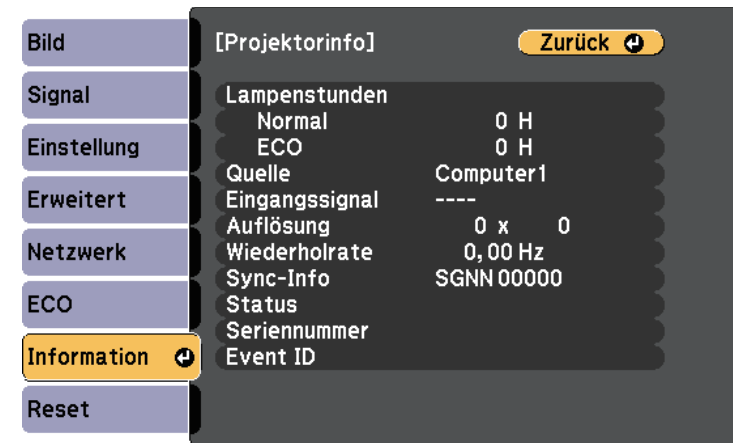 Bild
Signal
Einstellung
Erweitert
Netzwerk
ECO
Information
Reset
[Projektorinfo] Zurück
Lampenstunden
Normal 0 H
ECO 0 H
Quelle Computer1
Eingangssignal ----
Auflösung 0 x 0
Wiederholrate 0,00 Hz
Sync-Info SGNN 00000
Status
Seriennummer
Event ID